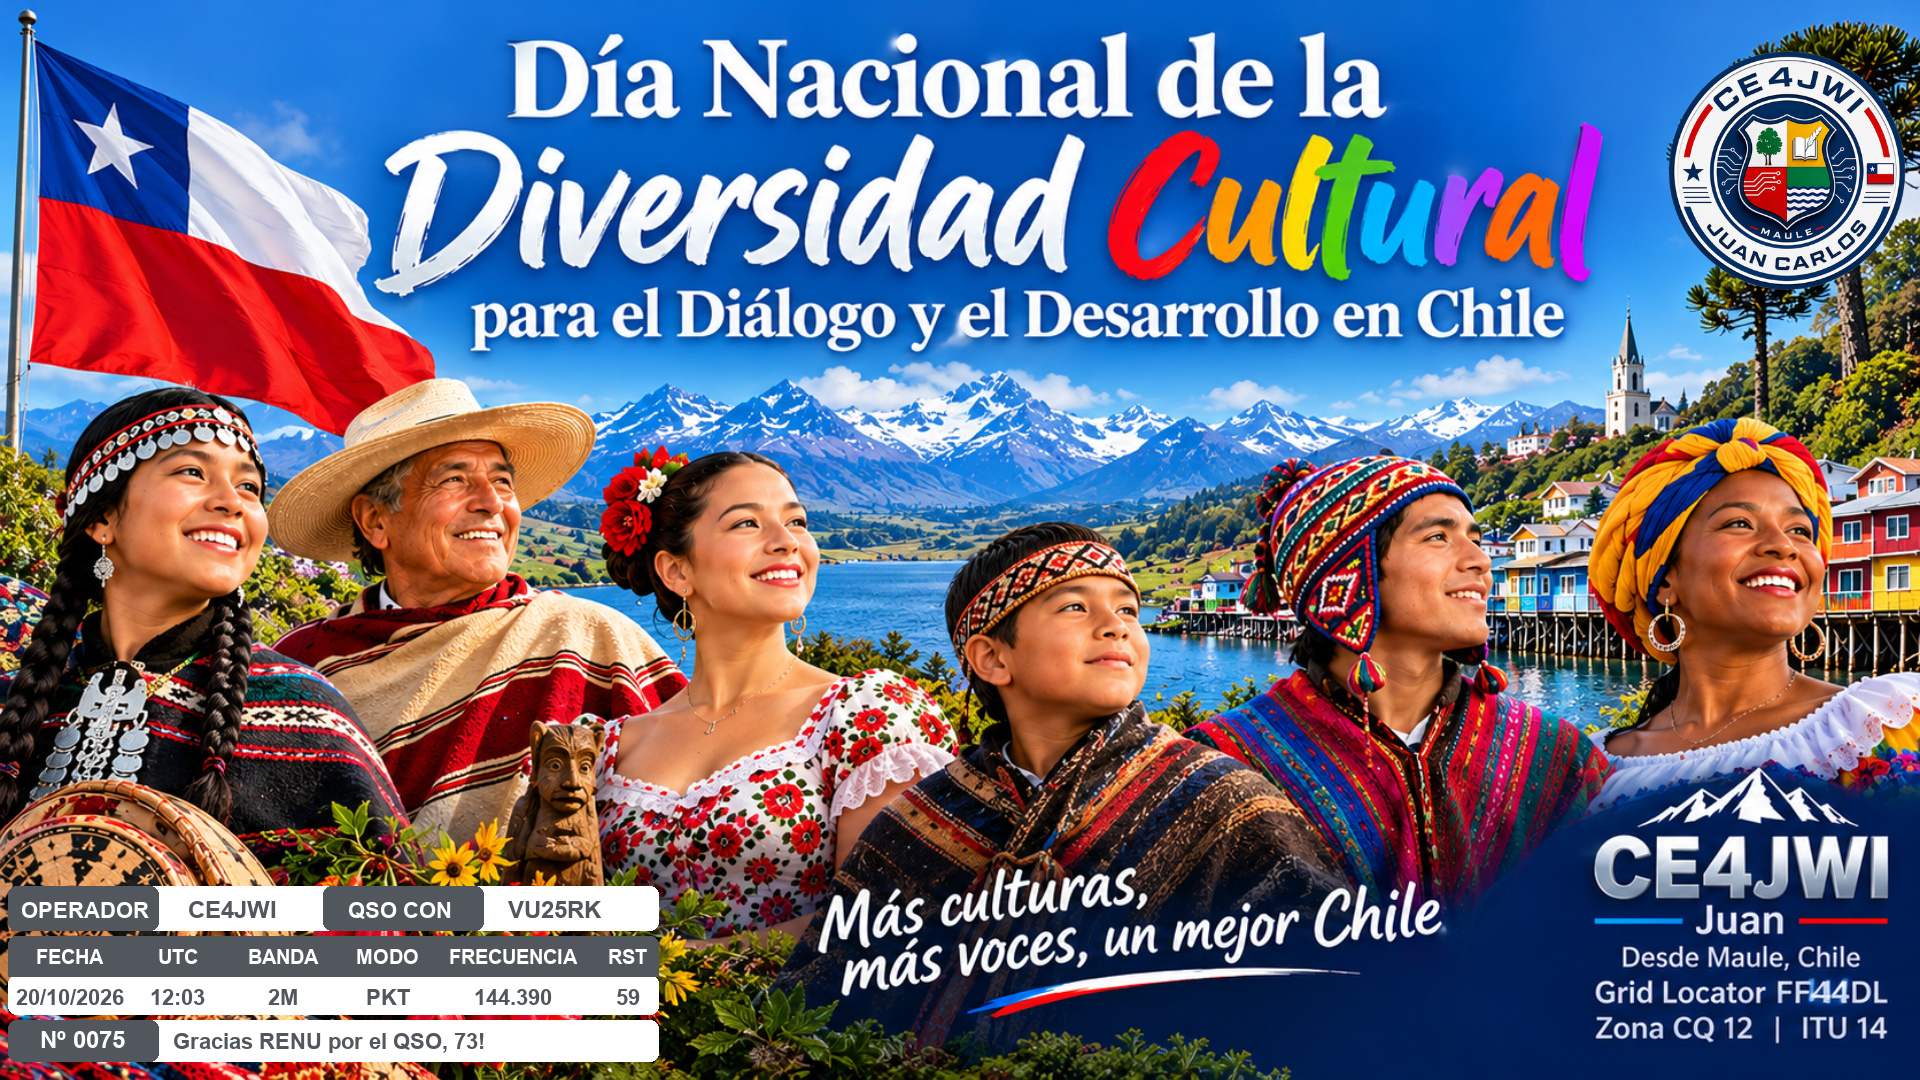 Día Nacional de la
Diversidad Cultural
para el Diálogo y el Desarrollo en Chile
CE4JWI
MAULE
JUAN CARLOS
Más culturas,
más voces, un mejor Chile
CE4JWI
Juan
Desde Maule, Chile
Grid Locator FF44DL
Zona CQ 12 | ITU 14
OPERADOR CE4JWI QSO CON VU25RK
FECHA UTC BANDA MODO FRECUENCIA RST
20/10/2026 12:03 2M PKT 144.390 59
Nº 0075 Gracias RENU por el QSO, 73!